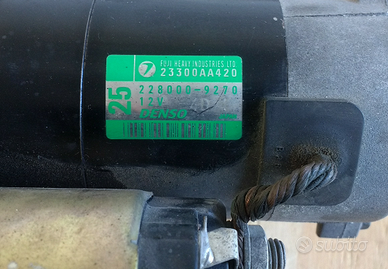 FUJI HEAVY INDUSTRIES LTD.
23300AA420
25
228000-9270
12V
DENSO
subito